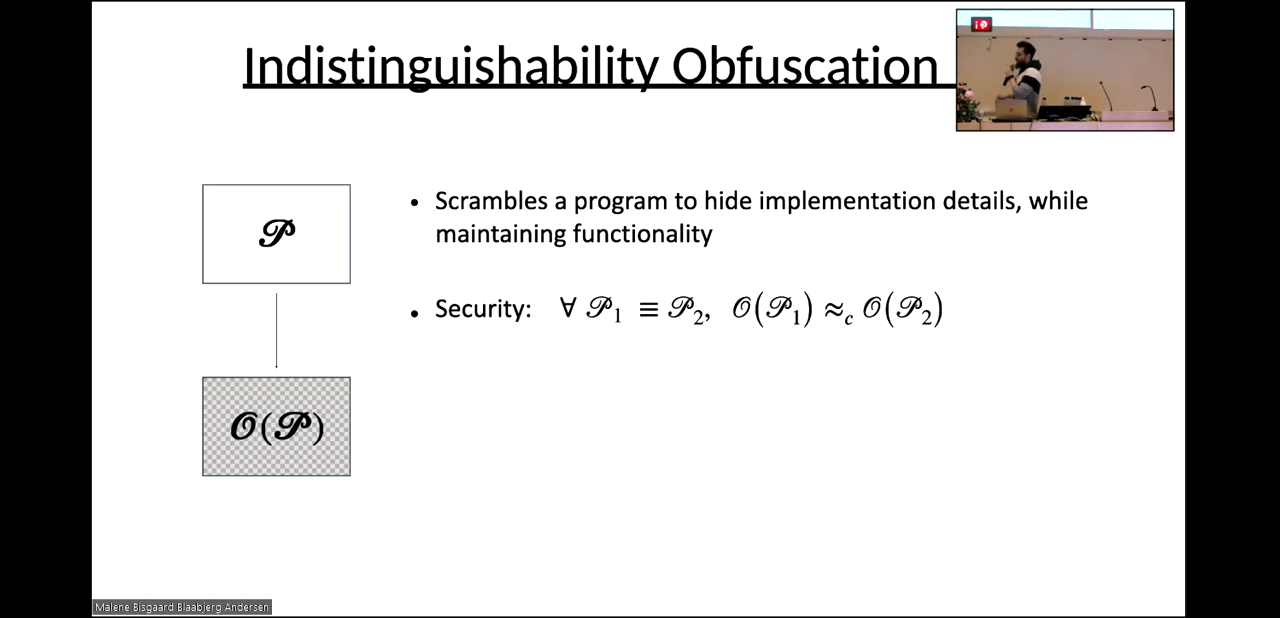 Indistinguishability Obfuscation
𝒫
• Scrambles a program to hide implementation details, while
maintaining functionality
• Security: ∀ 𝒫₁ ≡ 𝒫₂, 𝒪(𝒫₁) ≈_c 𝒪(𝒫₂)
𝒪(𝒫)
Malene Bisgaard Blaabjerg Andersen